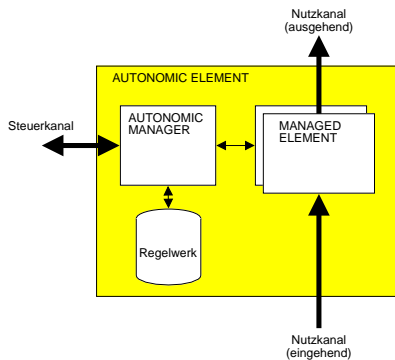 Nutzkanal
(ausgehend)
AUTONOMIC ELEMENT
Steuerkanal
AUTONOMIC
MANAGER
MANAGED
ELEMENT
Regelwerk
Nutzkanal
(eingehend)